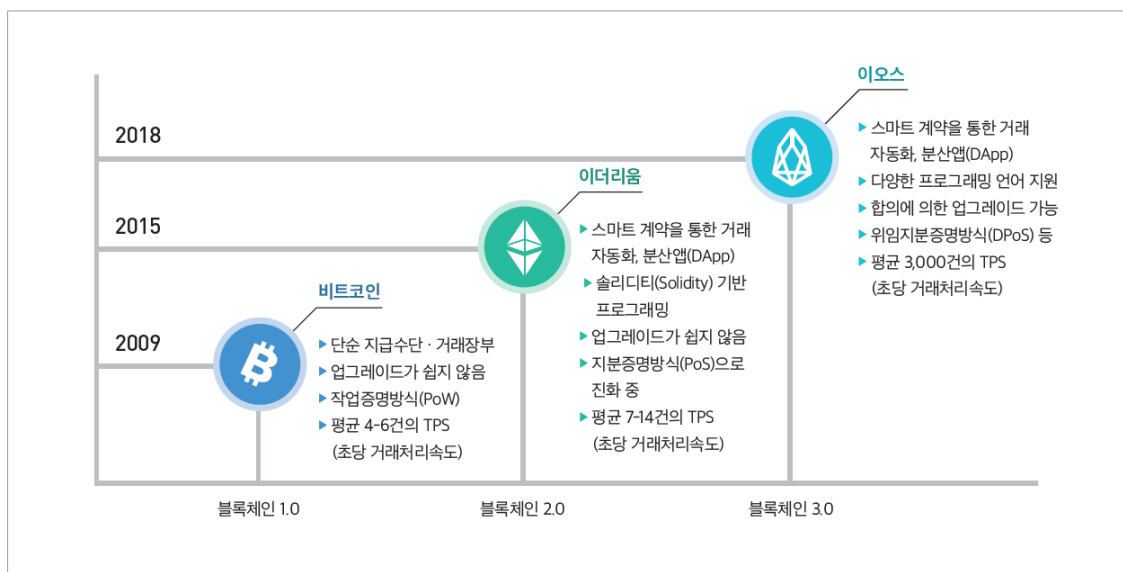 이오스
2018
▶ 스마트 계약을 통한 거래
자동화, 분산앱(DApp)
▶ 다양한 프로그래밍 언어 지원
▶ 합의에 의한 업그레이드 가능
▶ 위임지분증명방식(DPoS) 등
▶ 평균 3,000건의 TPS
(초당 거래처리속도)
이더리움
2015
▶ 스마트 계약을 통한 거래
자동화, 분산앱(DApp)
▶ 솔리디티(Solidity) 기반
프로그래밍
▶ 업그레이드가 쉽지 않음
▶ 지분증명방식(PoS)으로
진화 중
▶ 평균 7-14건의 TPS
(초당 거래처리속도)
비트코인
2009
▶ 단순 지급수단 · 거래장부
▶ 업그레이드가 쉽지 않음
▶ 작업증명방식(PoW)
▶ 평균 4-6건의 TPS
(초당 거래처리속도)
블록체인 1.0
블록체인 2.0
블록체인 3.0